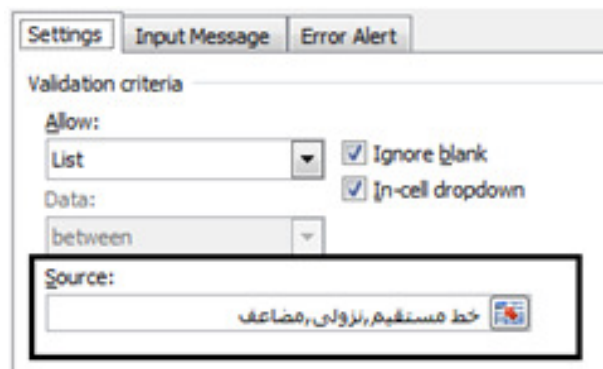 Settings Input Message Error Alert
Validation criteria
Allow:
List
Ignore blank
In-cell dropdown
Data:
between
Source:
خط مستقیم,نزولی,مضاعف